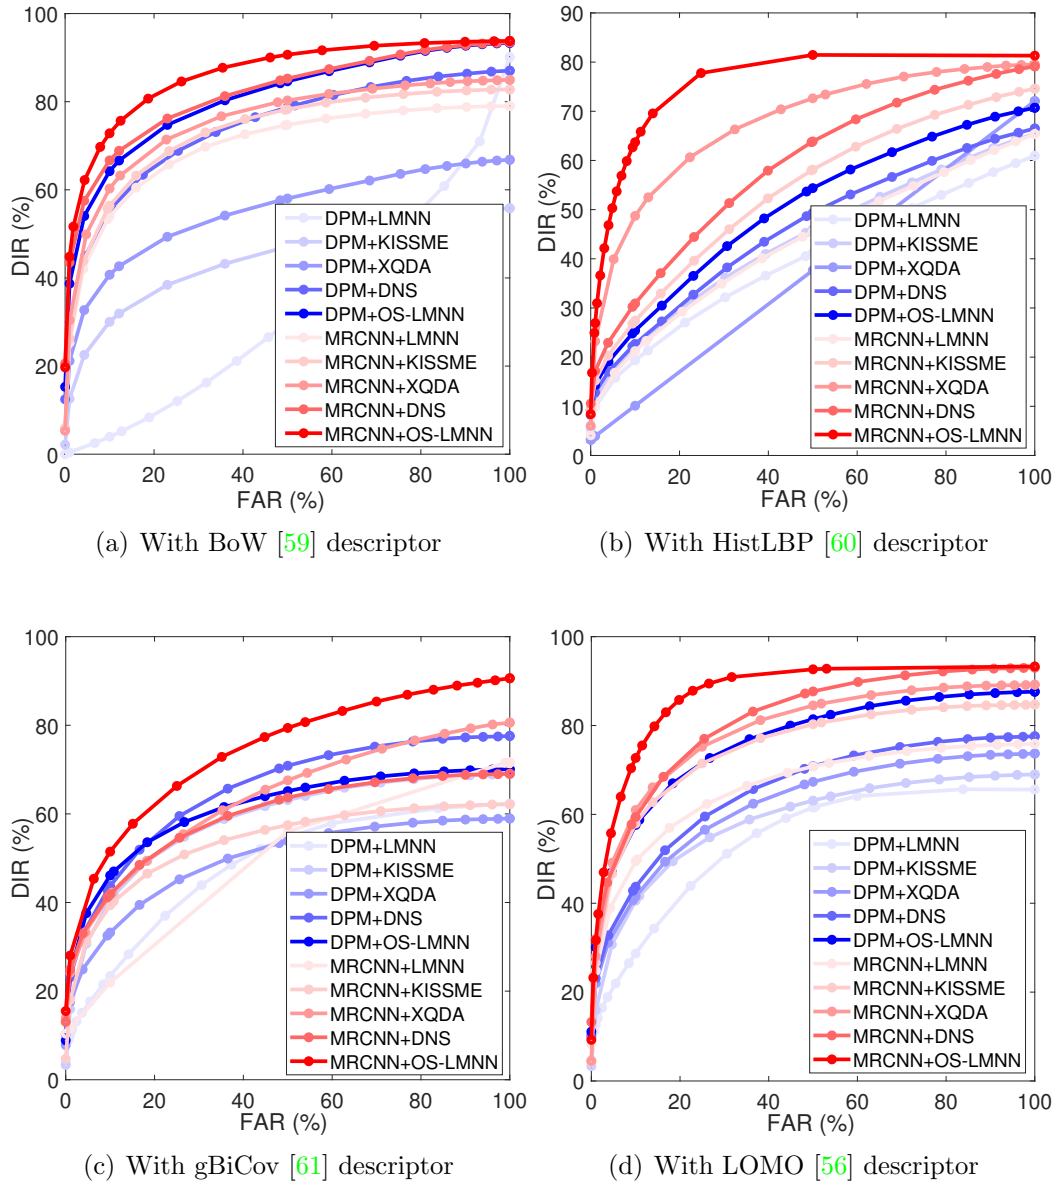 100
80
60
40
20
0
DIR (%)
0 20 40 60 80 100
FAR (%)
DPM+LMNN
DPM+KISSME
DPM+XQDA
DPM+DNS
DPM+OS-LMNN
MRCNN+LMNN
MRCNN+KISSME
MRCNN+XQDA
MRCNN+DNS
MRCNN+OS-LMNN
(a) With BoW [59] descriptor
90
80
70
60
50
40
30
20
10
0
DIR (%)
0 20 40 60 80 100
FAR (%)
DPM+LMNN
DPM+KISSME
DPM+XQDA
DPM+DNS
DPM+OS-LMNN
MRCNN+LMNN
MRCNN+KISSME
MRCNN+XQDA
MRCNN+DNS
MRCNN+OS-LMNN
(b) With HistLBP [60] descriptor
100
80
60
40
20
0
DIR (%)
0 20 40 60 80 100
FAR (%)
DPM+LMNN
DPM+KISSME
DPM+XQDA
DPM+DNS
DPM+OS-LMNN
MRCNN+LMNN
MRCNN+KISSME
MRCNN+XQDA
MRCNN+DNS
MRCNN+OS-LMNN
(c) With gBiCov [61] descriptor
100
80
60
40
20
0
DIR (%)
0 20 40 60 80 100
FAR (%)
DPM+LMNN
DPM+KISSME
DPM+XQDA
DPM+DNS
DPM+OS-LMNN
MRCNN+LMNN
MRCNN+KISSME
MRCNN+XQDA
MRCNN+DNS
MRCNN+OS-LMNN
(d) With LOMO [56] descriptor